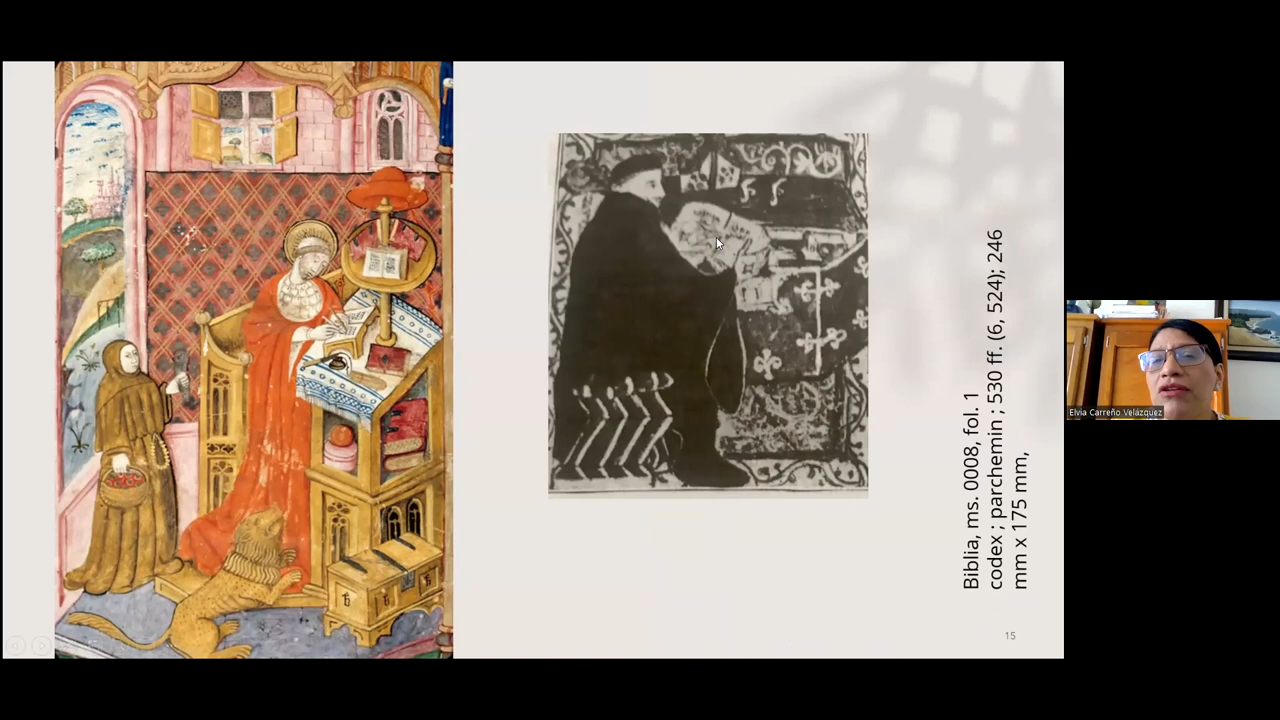 Biblia, ms. 0008, fol. 1
codex ; parchemin ; 530 ff. (6, 524); 246
mm x 175 mm,
15
Elvia Carreño Velázquez